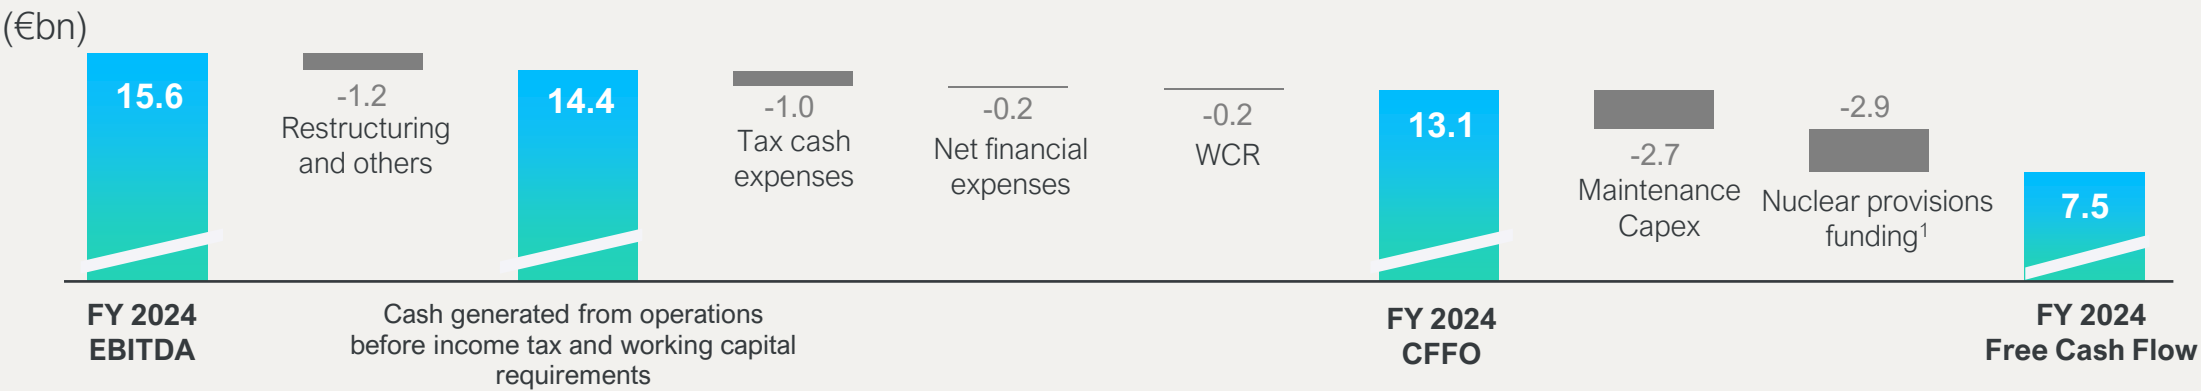 (€bn)
15.6
-1.2
Restructuring
and others
14.4
-1.0
Tax cash
expenses
-0.2
Net financial
expenses
-0.2
WCR
13.1
-2.7
Maintenance
Capex
-2.9
Nuclear provisions
funding¹
7.5
FY 2024
EBITDA
Cash generated from operations
before income tax and working capital
requirements
FY 2024
CFFO
FY 2024
Free Cash Flow